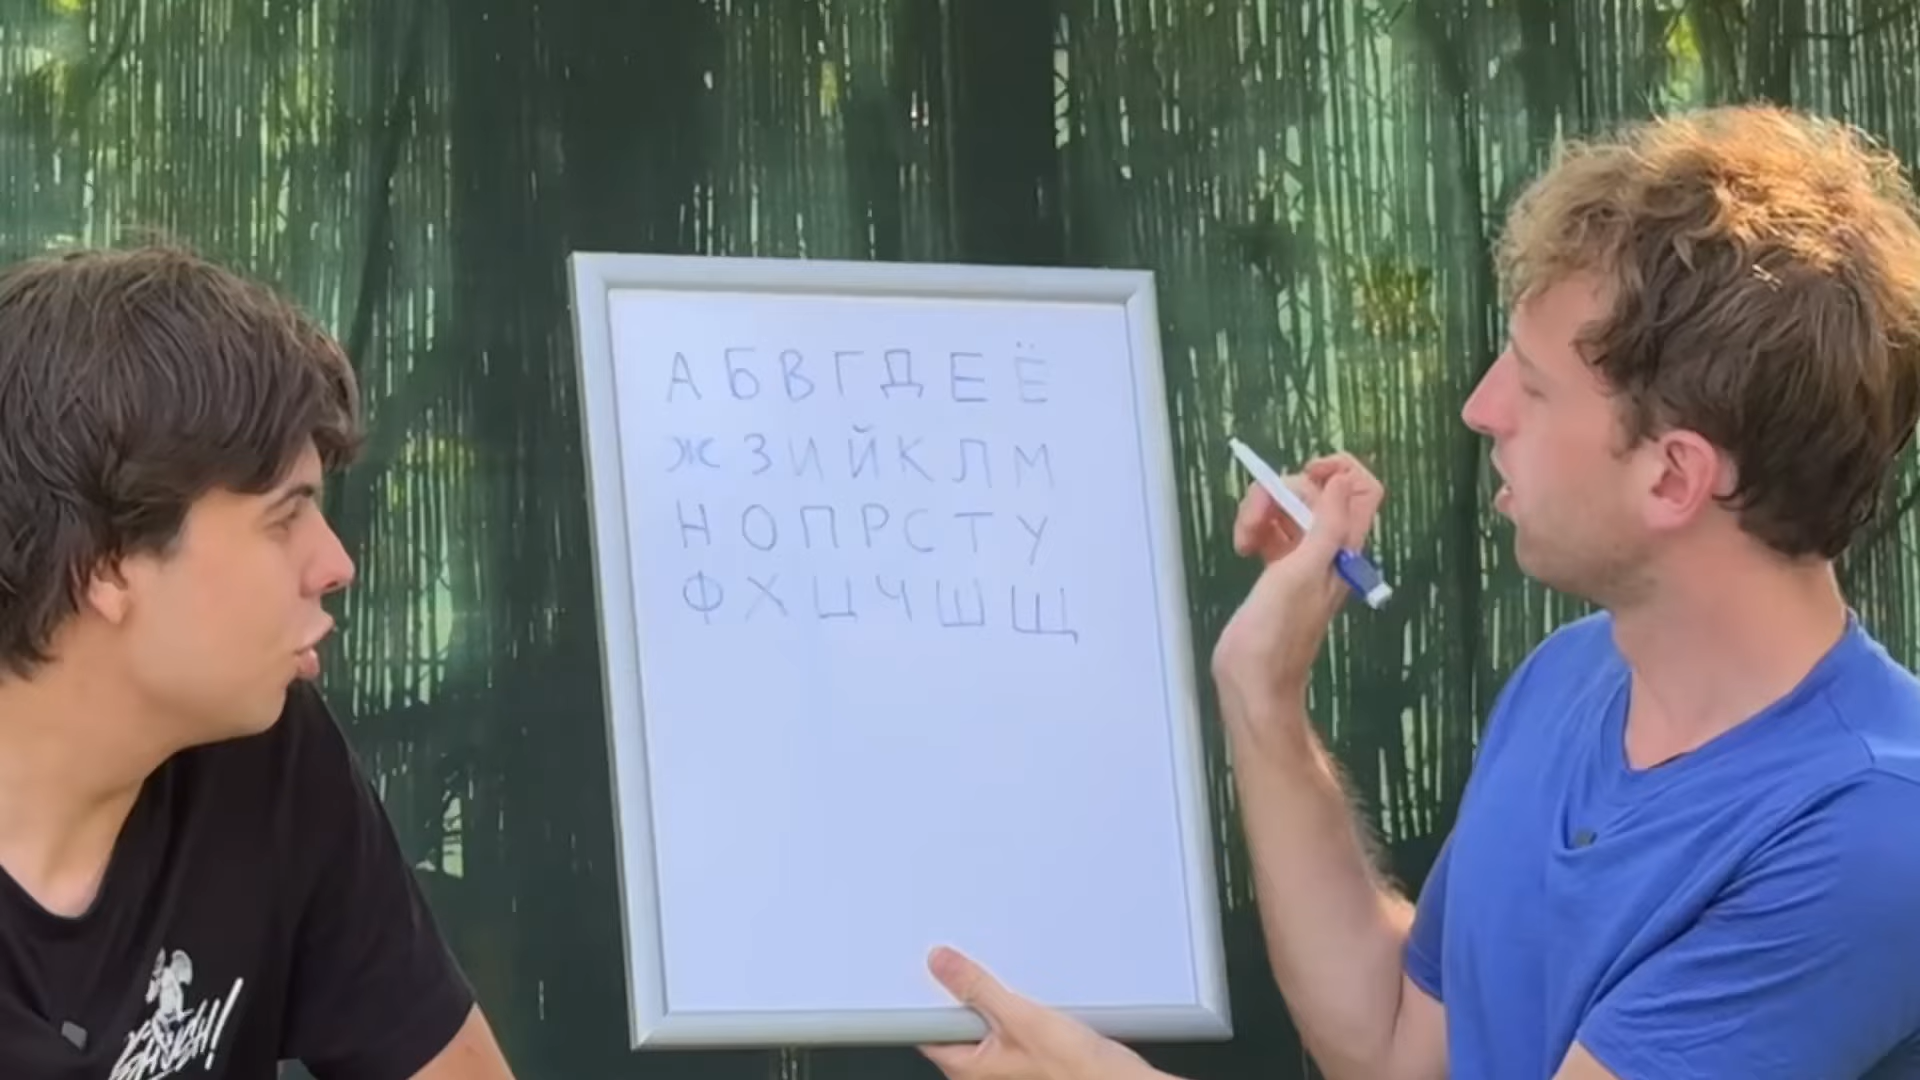 А Б В Г Д Е Ё
Ж З И Й К Л М
Н О П Р С Т У
Ф Х Ц Ч Ш Щ